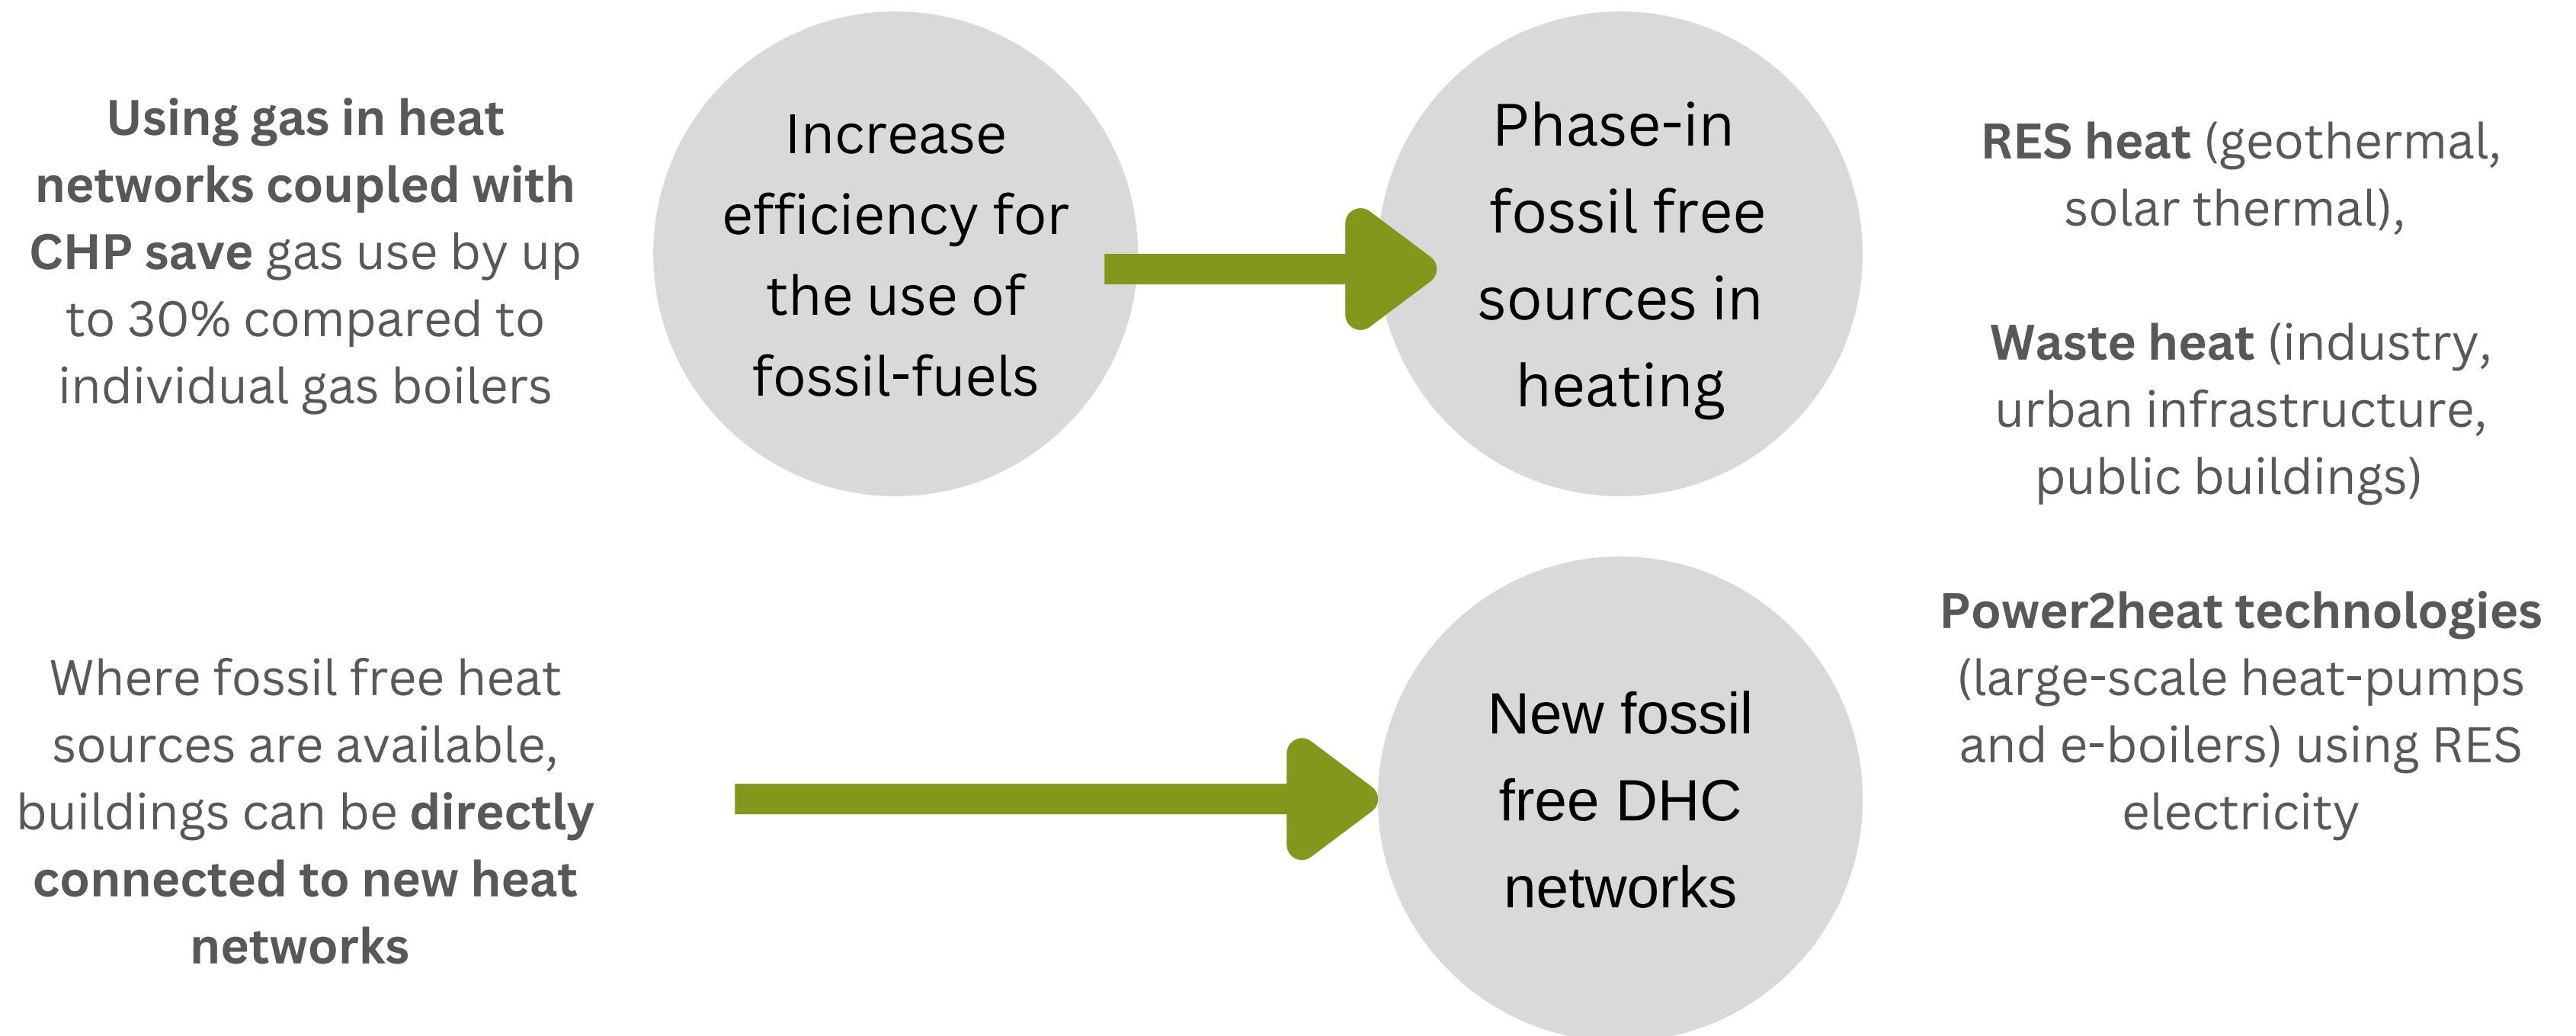 Using gas in heat
networks coupled with
CHP save gas use by up
to 30% compared to
individual gas boilers
Increase
efficiency for
the use of
fossil-fuels
Phase-in
fossil free
sources in
heating
RES heat (geothermal,
solar thermal),
Waste heat (industry,
urban infrastructure,
public buildings)
Power2heat technologies
(large-scale heat-pumps
and e-boilers) using RES
electricity
Where fossil free heat
sources are available,
buildings can be directly
connected to new heat
networks
New fossil
free DHC
networks